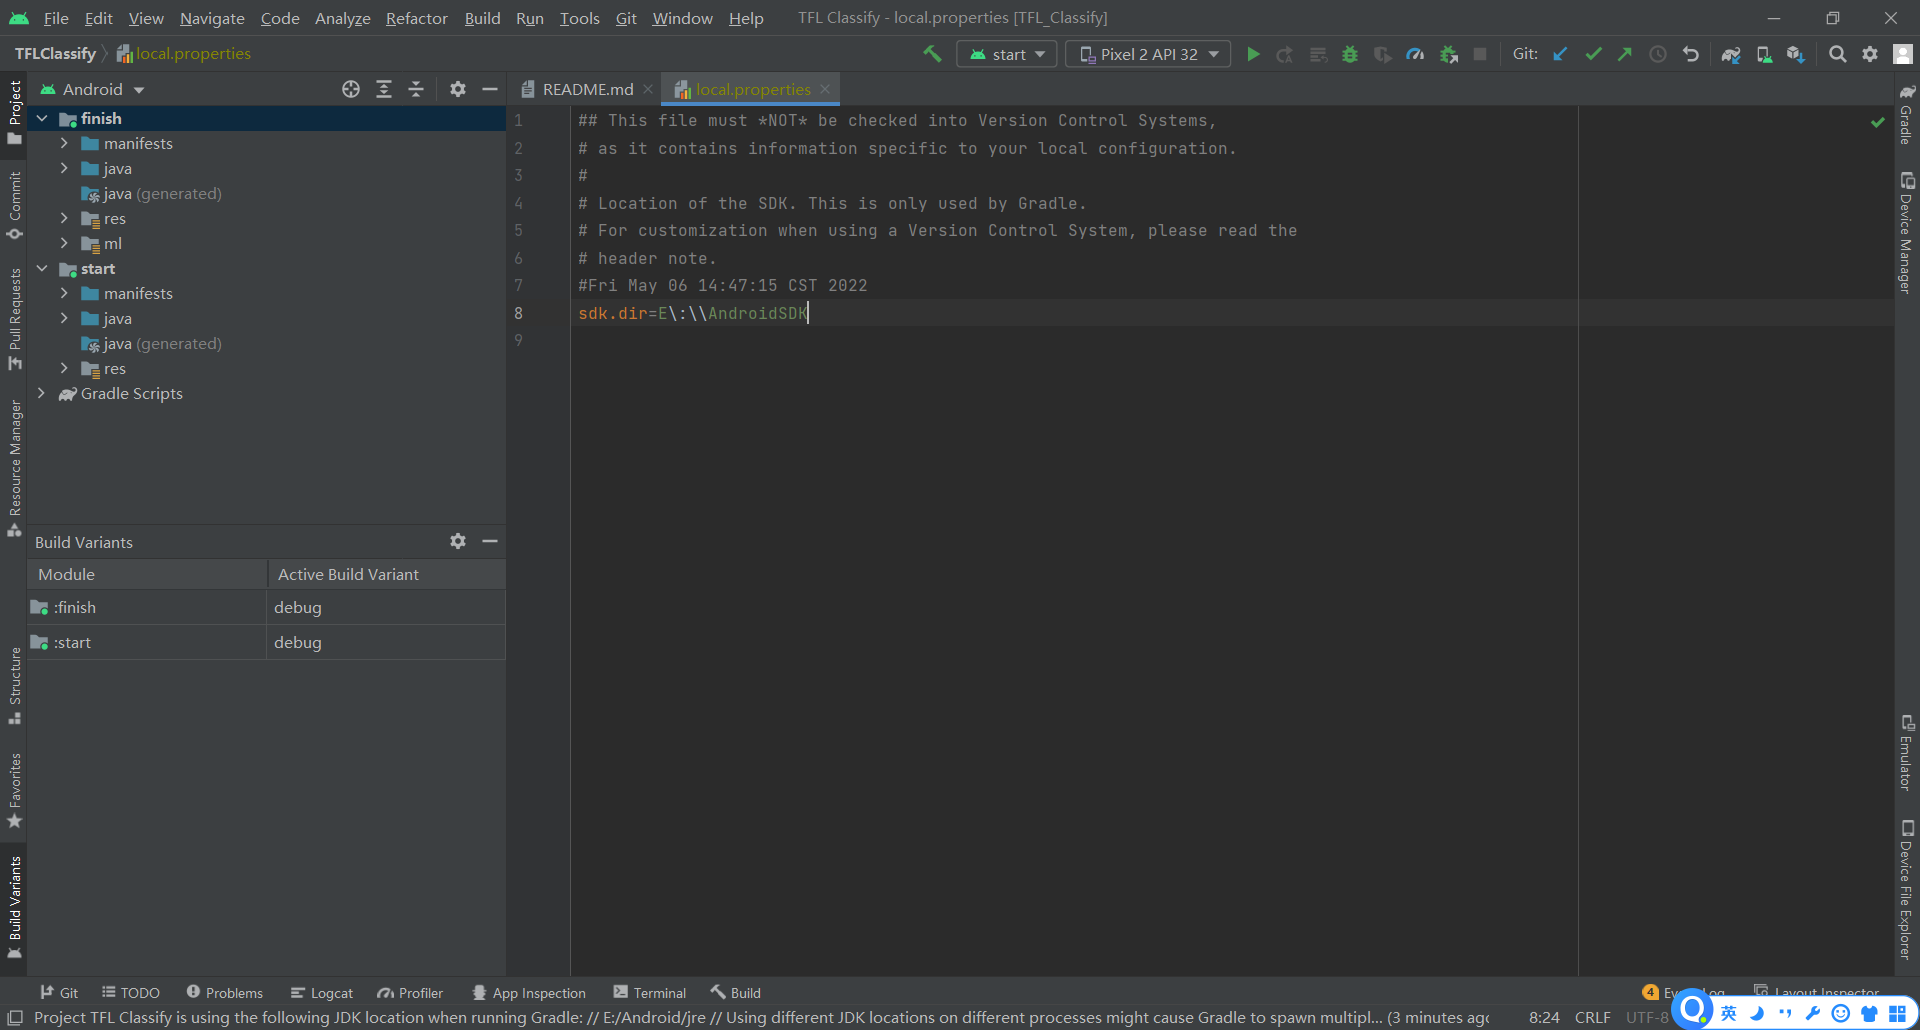 File Edit View Navigate Code Analyze Refactor Build Run Tools Git Window Help TFL Classify - local.properties [TFL_Classify]
TFLClassify local.properties start Pixel 2 API 32 Git:
Android
README.md local.properties
finish
manifests
java
java (generated)
res
ml
start
manifests
java
java (generated)
res
Gradle Scripts
1 ## This file must *NOT* be checked into Version Control Systems,
2 # as it contains information specific to your local configuration.
3 #
4 # Location of the SDK. This is only used by Gradle.
5 # For customization when using a Version Control System, please read the
6 # header note.
7 #Fri May 06 14:47:15 CST 2022
8 sdk.dir=E\:\\AndroidSDK
9
Build Variants
Module Active Build Variant
:finish debug
:start debug
Project
Commit
Pull Requests
Resource Manager
Structure
Favorites
Build Variants
Gradle
Device Manager
Emulator
Device File Explorer
Git TODO Problems Logcat Profiler App Inspection Terminal Build 4 Event Log Layout Inspector
Project TFL Classify is using the following JDK location when running Gradle: // E:/Android/jre // Using different JDK locations on different processes might cause Gradle to spawn multipl... (3 minutes ago 8:24 CRLF UTF-8
英